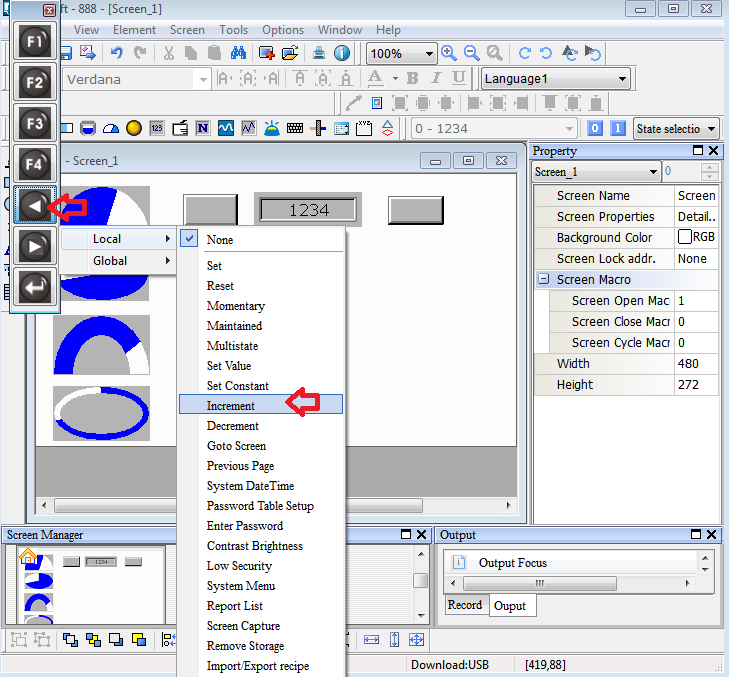 ft - 888 - [Screen_1]
View Element Screen Tools Options Window Help
100%
Verdana
A A A A A A A B I U
Language1
123 N XYZ
0 - 1234
0 1
State selectio
F1
F2
F3
F4
- Screen_1
1234
Local
Global
None
Set
Reset
Momentary
Maintained
Multistate
Set Value
Set Constant
Increment
Decrement
Goto Screen
Previous Page
System DateTime
Password Table Setup
Enter Password
Contrast Brightness
Low Security
System Menu
Report List
Screen Capture
Remove Storage
Import/Export recipe
Property
Screen_1
0
Screen Name Screen
Screen Properties Detail..
Background Color RGB
Screen Lock addr. None
Screen Macro
Screen Open Macr 1
Screen Close Macr 0
Screen Cycle Macr 0
Width 480
Height 272
Screen Manager
1234
Output
Output Focus
Record Ouput
Download:USB [419,88]